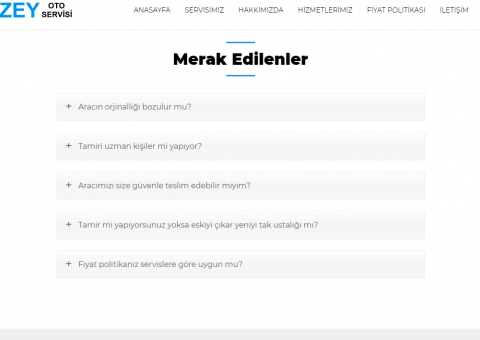 ZEY OTO SERVİSİ
ANASAYFA SERVİSİMİZ HAKKIMIZDA HİZMETLERİMİZ FİYAT POLİTİKASI İLETİŞİM
Merak Edilenler
+ Aracın orjinalliği bozulur mu?
+ Tamiri uzman kişiler mi yapıyor?
+ Aracımızı size güvenle teslim edebilir miyim?
+ Tamir mi yapıyorsunuz yoksa eskiyi çıkar yeniyi tak ustalığı mı?
+ Fiyat politikanız servislere göre uygun mu?